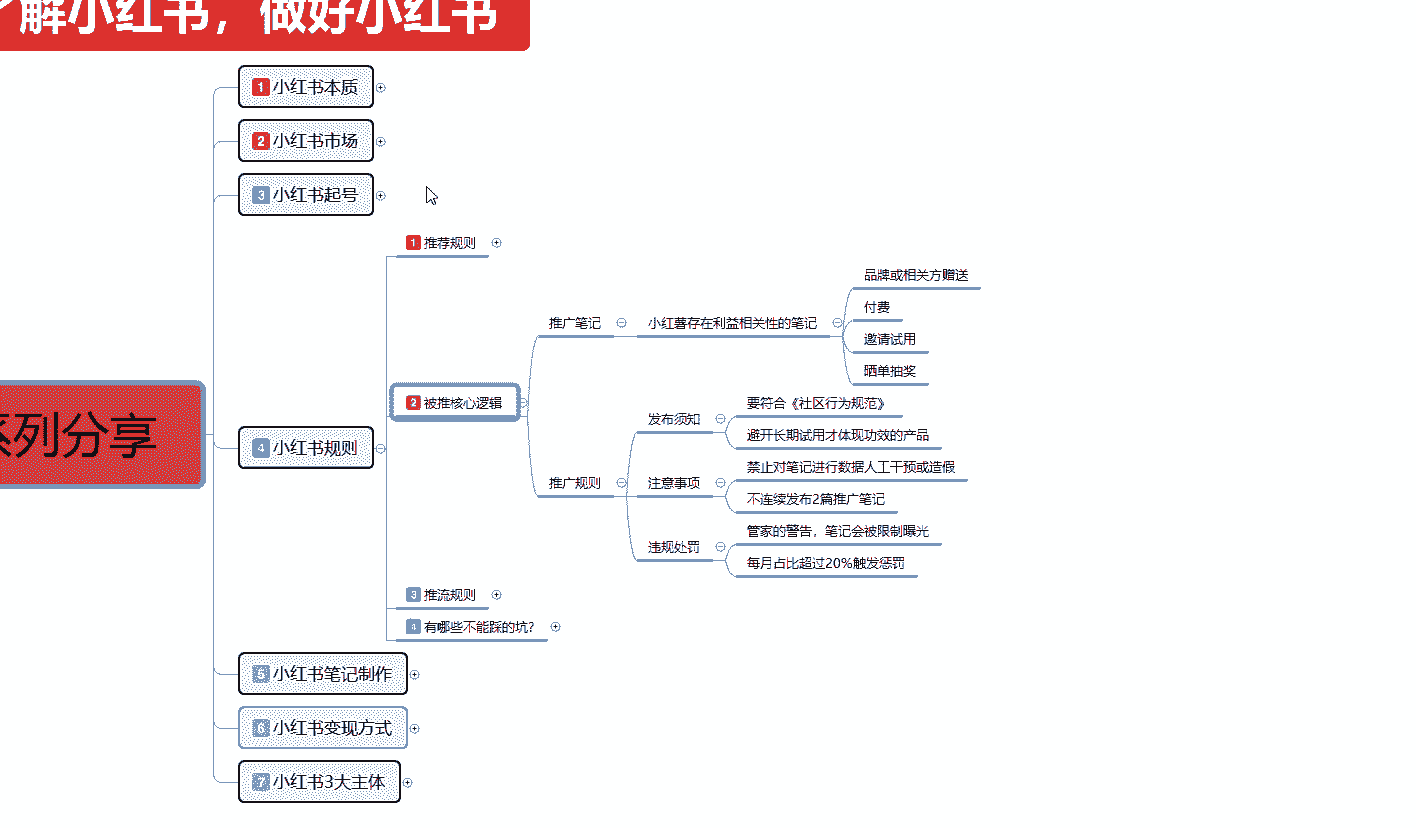 解小红书，做好小红书
1 小红书本质
2 小红书市场
3 小红书起号
系列分享
4 小红书规则
1 推荐规则
2 被推核心逻辑
推广笔记
小红薯存在利益相关性的笔记
品牌或相关方赠送
付费
邀请试用
晒单抽奖
推广规则
发布须知
要符合《社区行为规范》
避开长期试用才体现功效的产品
注意事项
禁止对笔记进行数据人工干预或造假
不连续发布2篇推广笔记
违规处罚
管家的警告，笔记会被限制曝光
每月占比超过20%触发惩罚
3 推流规则
4 有哪些不能踩的坑？
5 小红书笔记制作
6 小红书变现方式
7 小红书3大主体